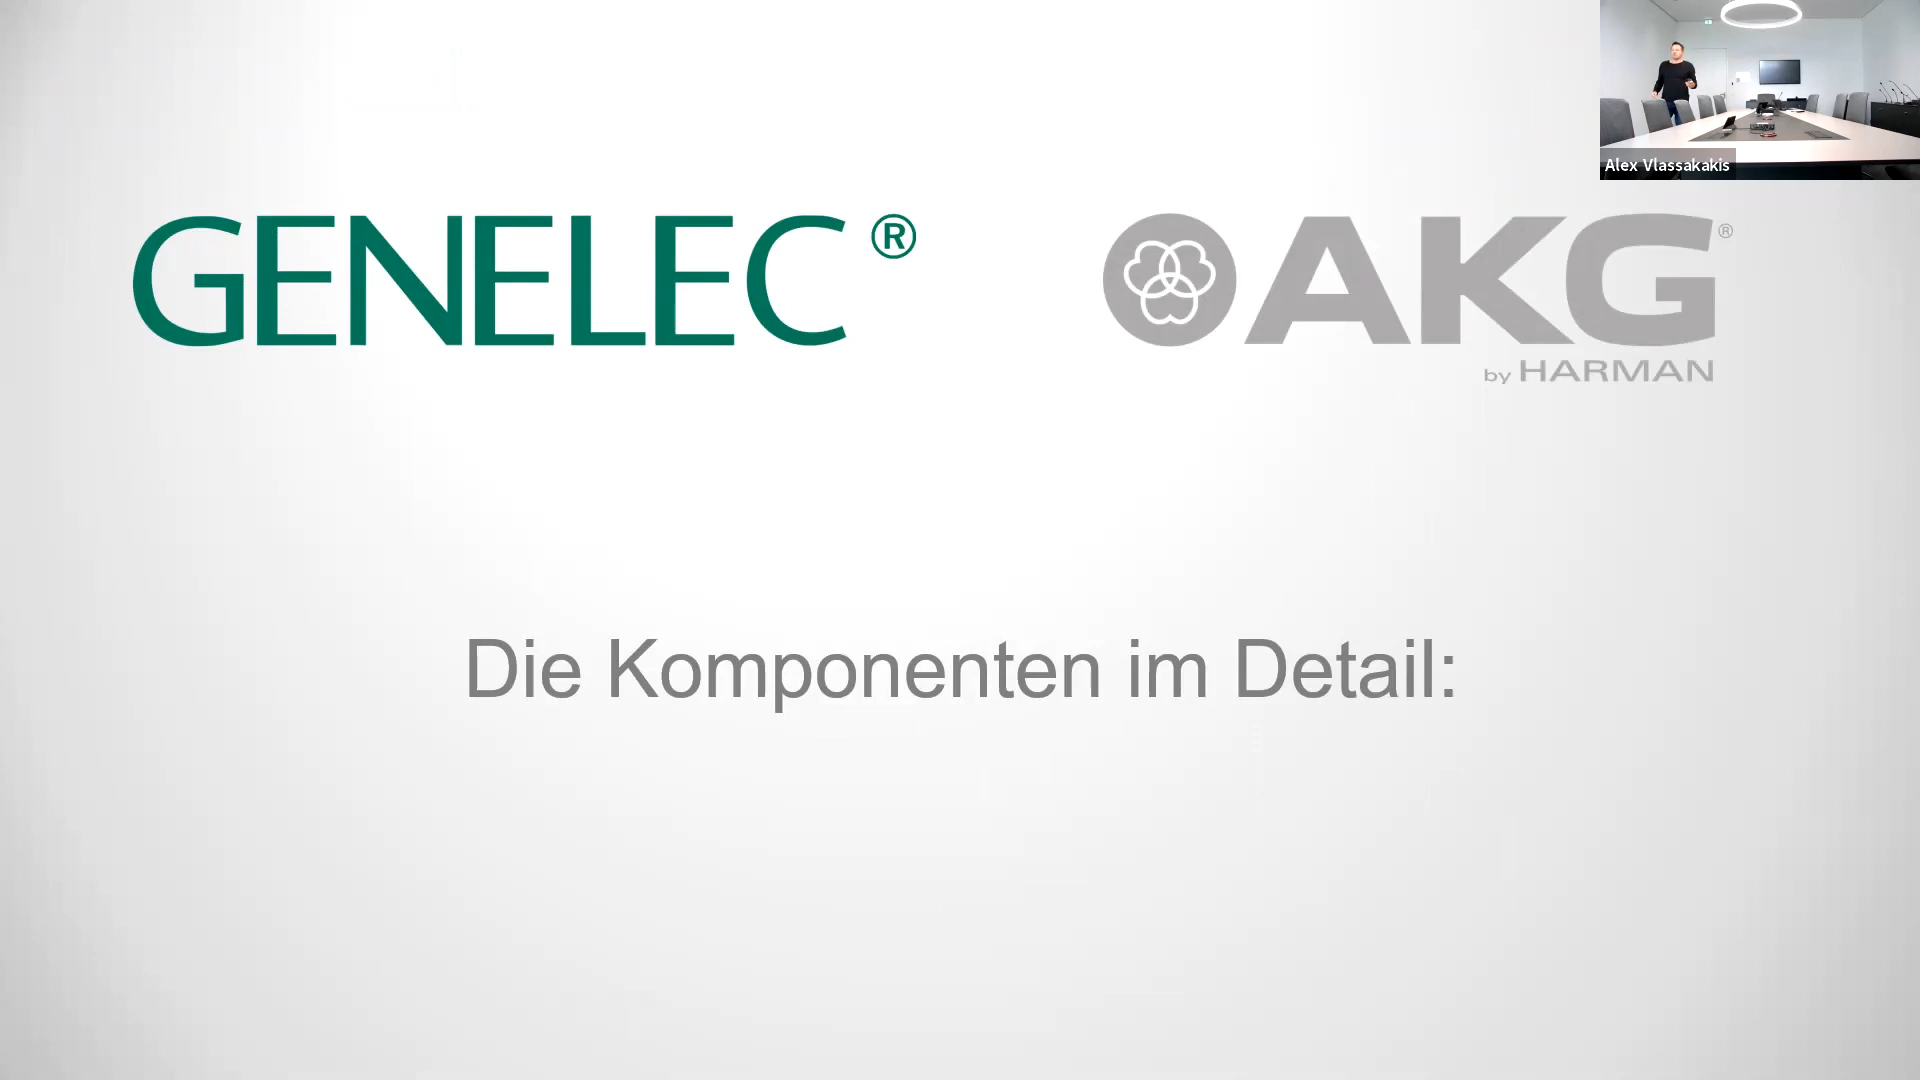 GENELEC®
AKG®
by HARMAN
Alex Vlassakakis
Die Komponenten im Detail: